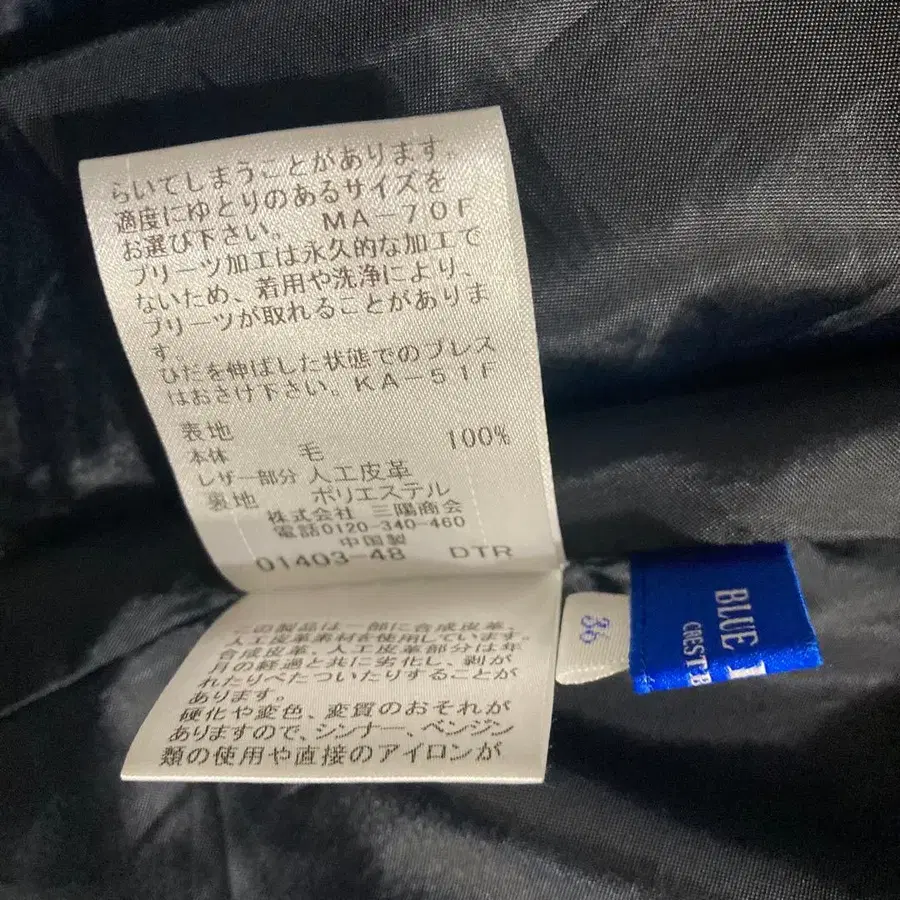 らいてしまうことがあります。
適度にゆとりのあるサイズを
お選び下さい。 MA-70F
プリーツ加工は永久的な加工で
ないため、着用や洗浄により、
プリーツが取れることがありま
す。
ひだを伸ばした状態でのプレス
はおさけ下さい。KA-51F
表地
本体 毛 100%
レザー部分 人工皮革
裏地 ポリエステル
株式会社 三陽商会
電話0120-340-460
中国製
01403-48 DTR
この製品は一部に合成皮革、
人工皮革素材を使用しています。
合成皮革、人工皮革部分は年
月の経過と共に劣化し、剥が
れたりべたついたりすることが
あります。
硬化や変色、変質のおそれが
ありますので、シンナー、ベンジン
類の使用や直接のアイロンが
36
BLUE
CREST